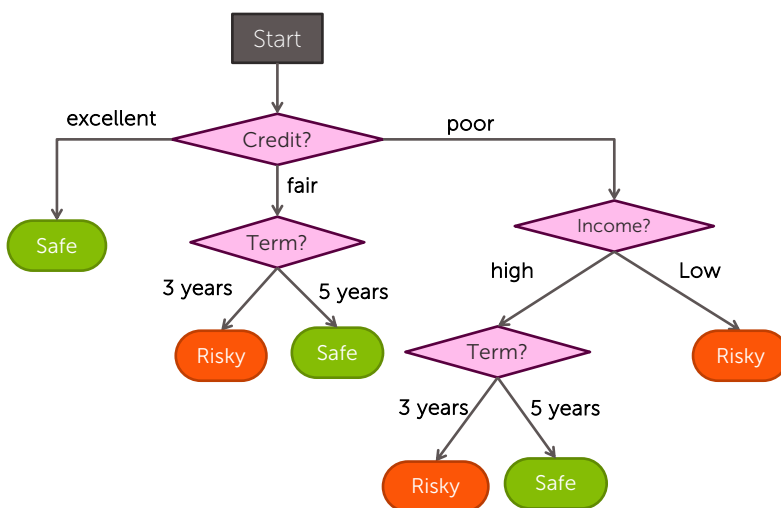 Start
excellent
Credit?
poor
fair
Safe
Term?
Income?
3 years
5 years
high
Low
Risky
Safe
Term?
Risky
3 years
5 years
Risky
Safe